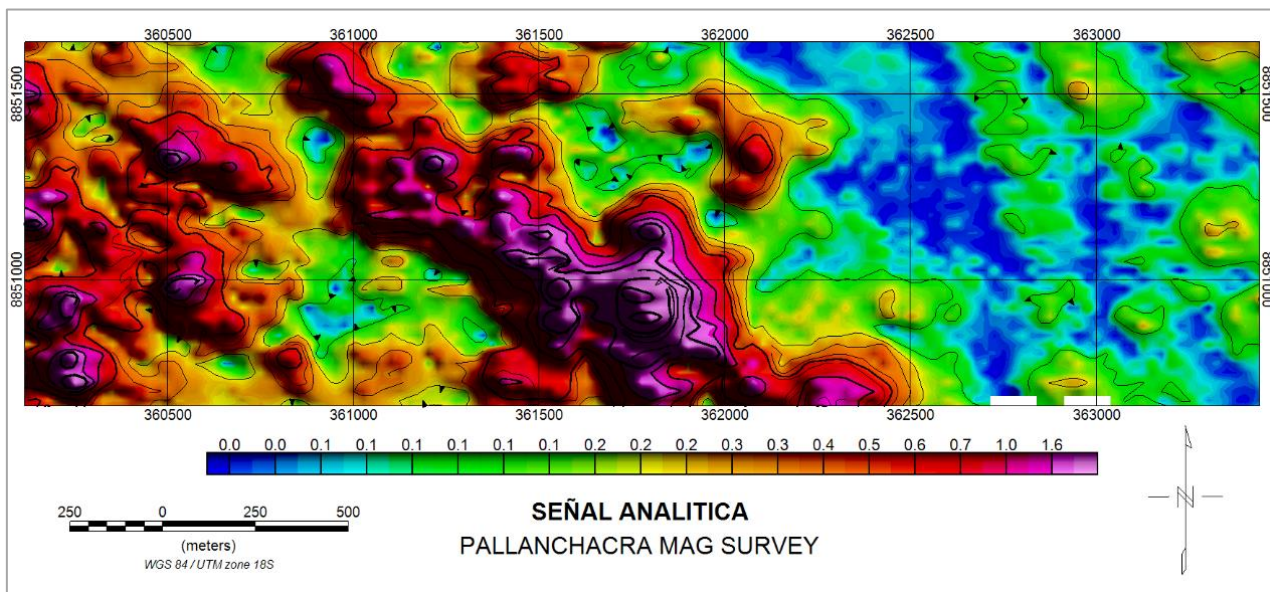 360500 361000 361500 362000 362500 363000
8851500 8851500
8851000 8851000
360500 361000 361500 362000 362500 363000
0.0 0.0 0.1 0.1 0.1 0.1 0.1 0.1 0.2 0.2 0.2 0.3 0.3 0.4 0.5 0.6 0.7 1.0 1.6
250 0 250 500
(meters)
WGS 84 / UTM zone 18S
SEÑAL ANALITICA
PALLANCHACRA MAG SURVEY
N